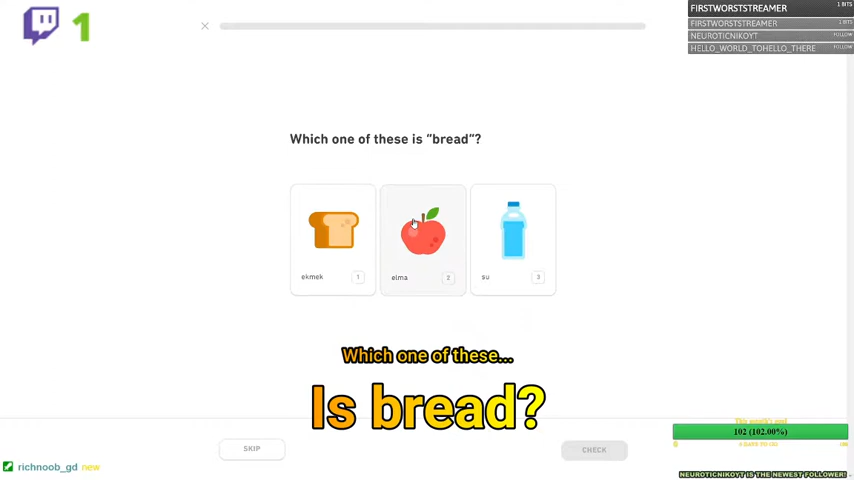 1
1 BITS
FIRSTWORSTSTREAMER
FIRSTWORSTSTREAMER 1 BITS
NEUROTICNIKOYT FOLLOW
HELLO_WORLD_TOHELLO_THERE FOLLOW
Which one of these is "bread"?
ekmek 1
elma 2
su 3
Which one of these...
Is bread?
SKIP
CHECK
102 (102.00%)
richnoob_gd new
NEUROTICNIKOYT IS THE NEWEST FOLLOWER!